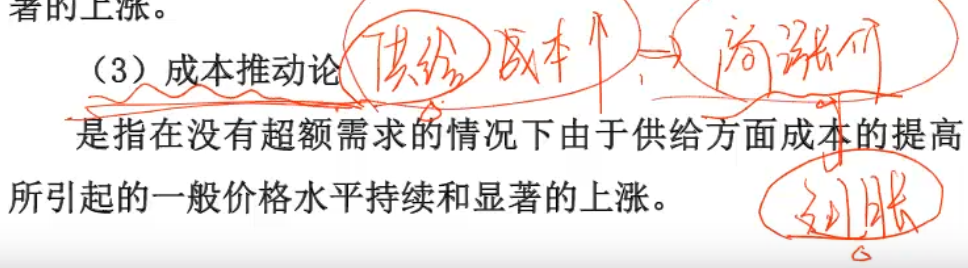 著的上涨。
(3)成本推动论 供给 成本↑ ⇒ 商涨价
是指在没有超额需求的情况下由于供给方面成本的提高
所引起的一般价格水平持续和显著的上涨。